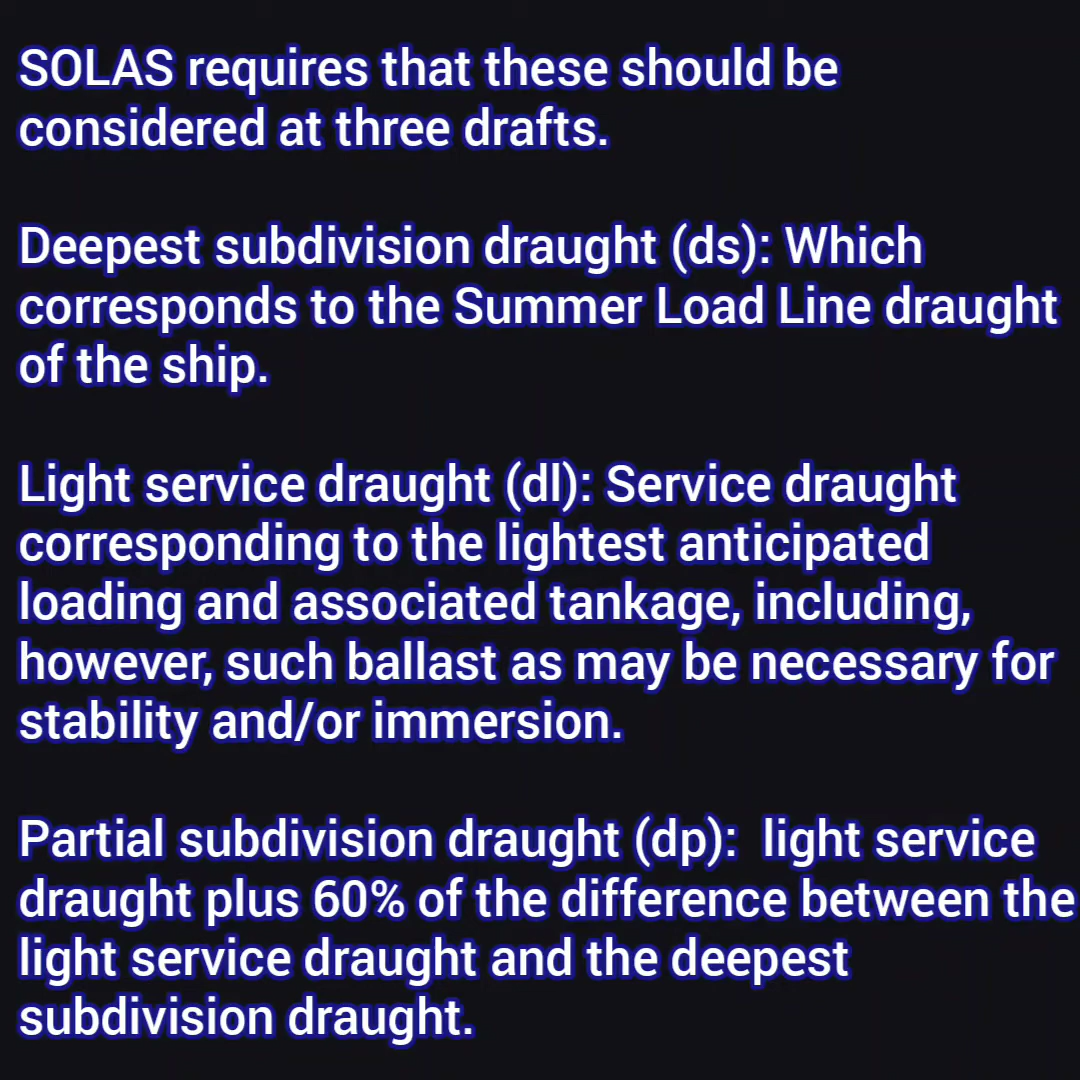 SOLAS requires that these should be
considered at three drafts.
Deepest subdivision draught (ds): Which
corresponds to the Summer Load Line draught
of the ship.
Light service draught (dl): Service draught
corresponding to the lightest anticipated
loading and associated tankage, including,
however, such ballast as may be necessary for
stability and/or immersion.
Partial subdivision draught (dp):  light service
draught plus 60% of the difference between the
light service draught and the deepest
subdivision draught.